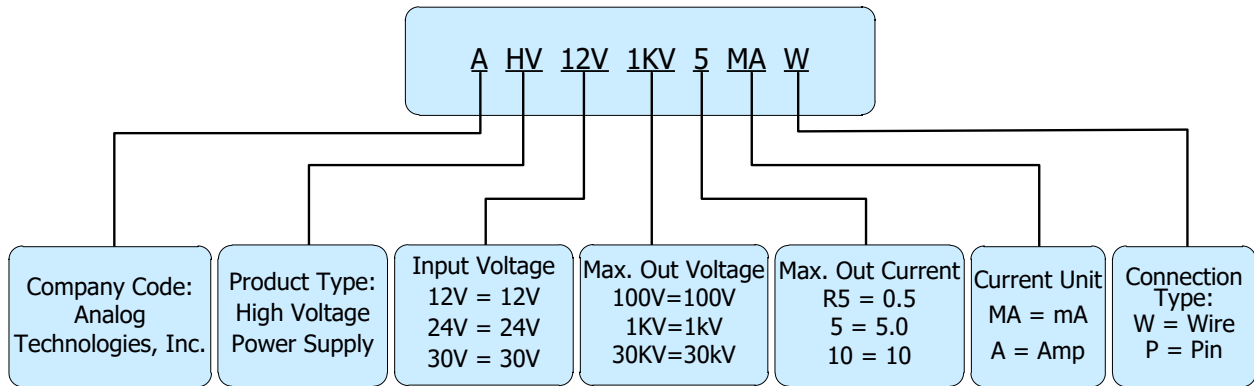 A HV 12V 1KV 5 MA W
Company Code:
Analog
Technologies, Inc.
Product Type:
High Voltage
Power Supply
Input Voltage
12V = 12V
24V = 24V
30V = 30V
Max. Out Voltage
100V=100V
1KV=1kV
30KV=30kV
Max. Out Current
R5 = 0.5
5 = 5.0
10 = 10
Current Unit
MA = mA
A = Amp
Connection
Type:
W = Wire
P = Pin